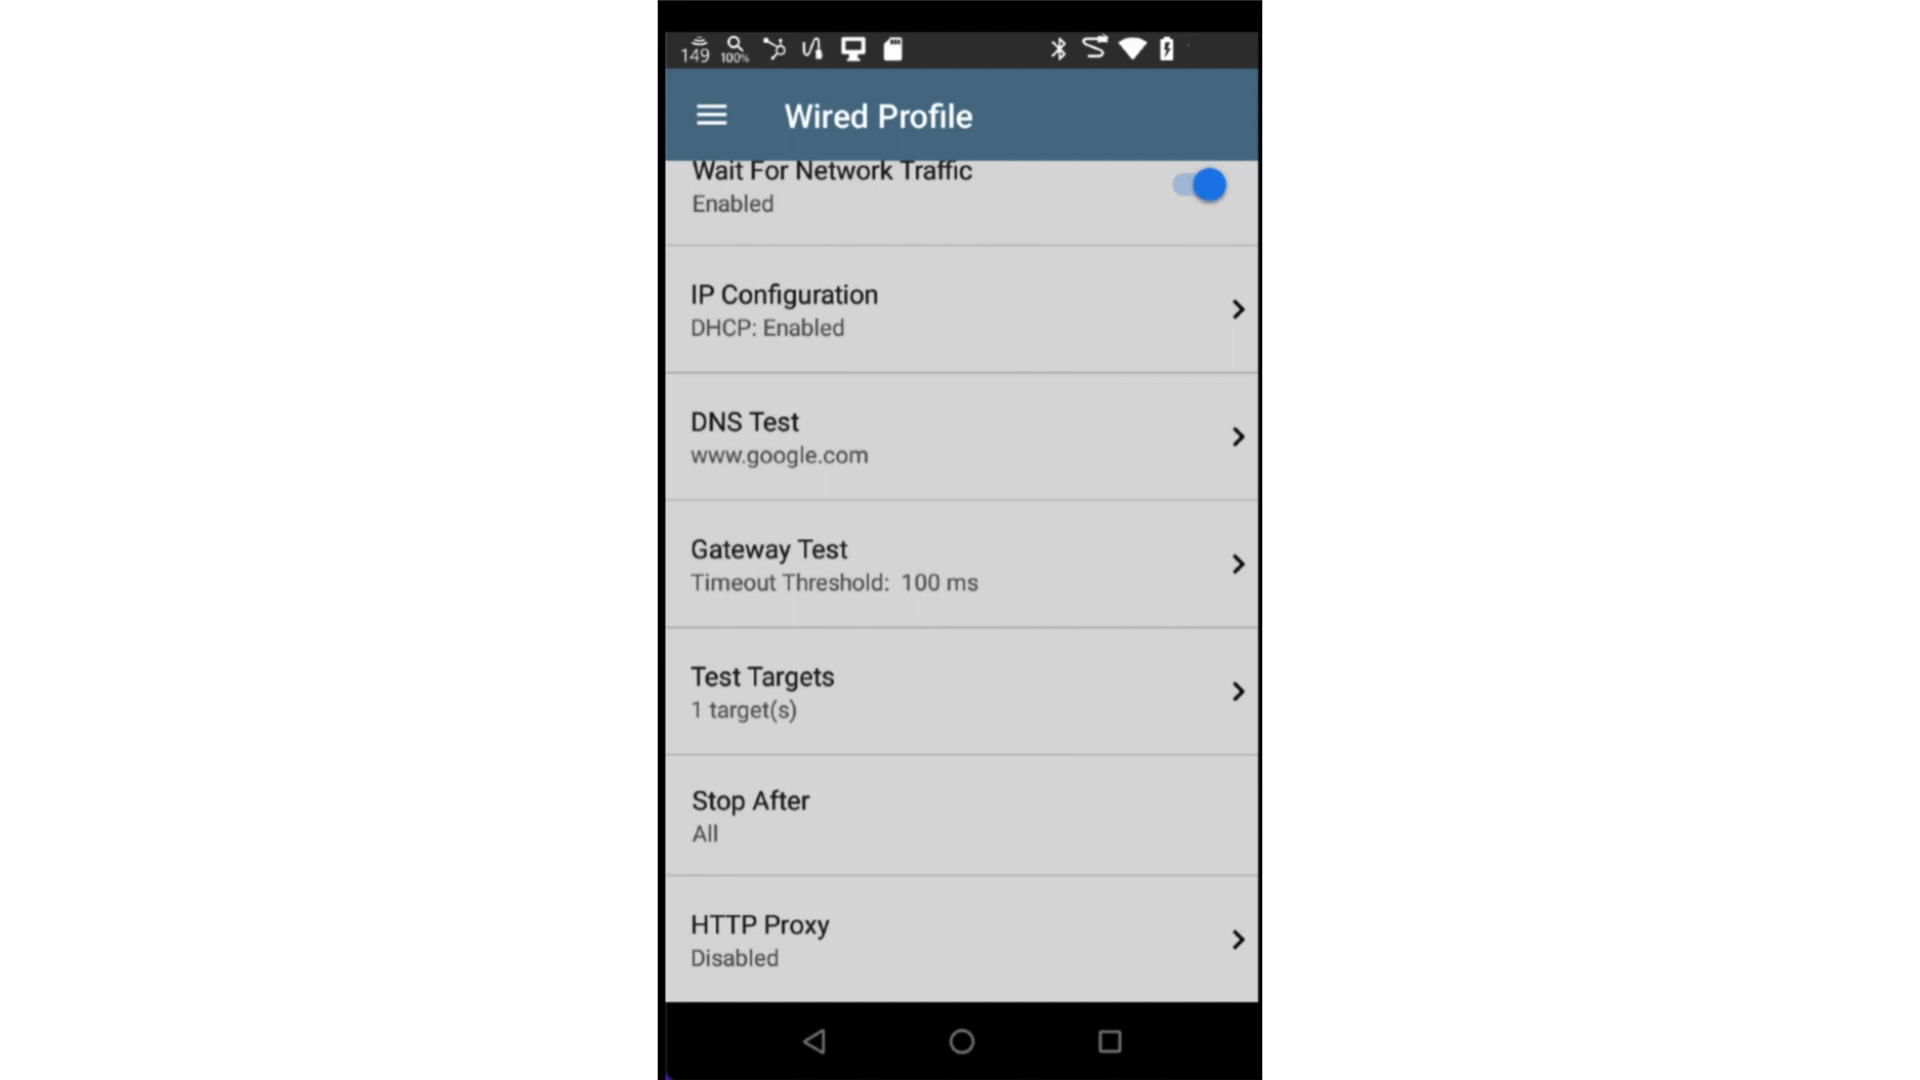 149 100%
Wired Profile
Wait For Network Traffic
Enabled
IP Configuration
DHCP: Enabled
DNS Test
www.google.com
Gateway Test
Timeout Threshold: 100 ms
Test Targets
1 target(s)
Stop After
All
HTTP Proxy
Disabled